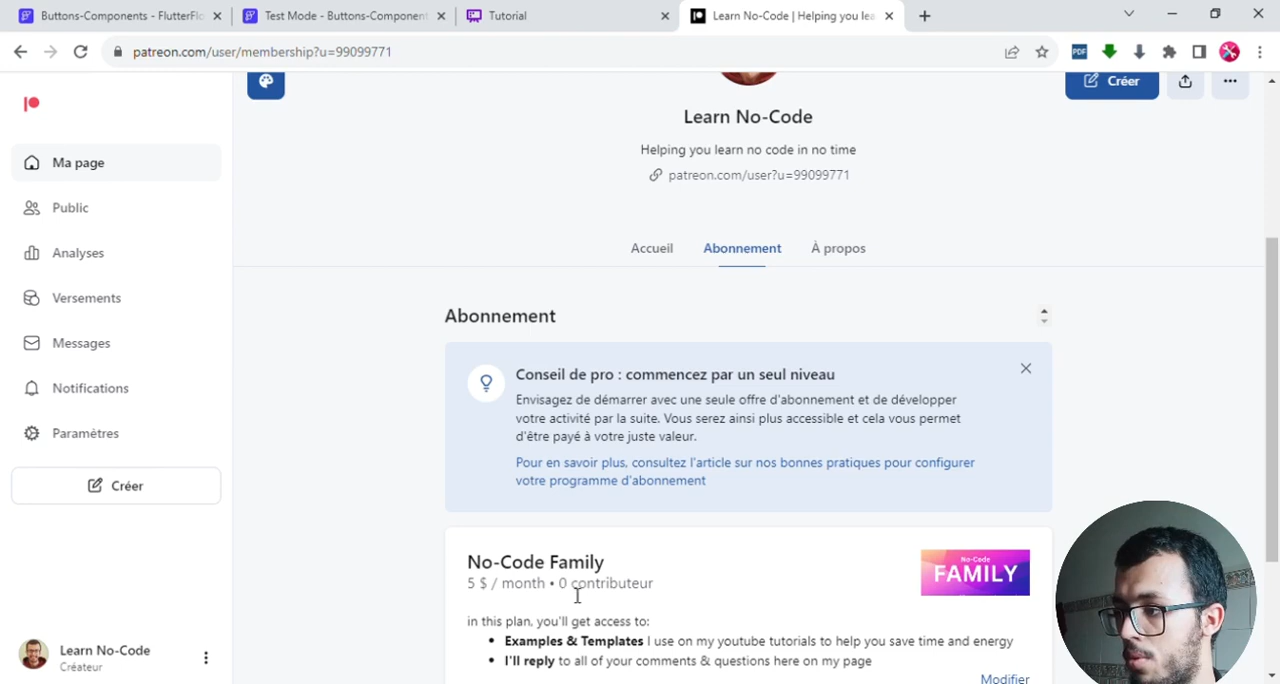 Buttons-Components - FlutterFlo
Test Mode - Buttons-Component
Tutorial
Learn No-Code | Helping you lea
patreon.com/user/membership?u=99099771
PDF
Ma page
Public
Analyses
Versements
Messages
Notifications
Paramètres
Créer
Learn No-Code
Créateur
Créer
Learn No-Code
Helping you learn no code in no time
patreon.com/user?u=99099771
Accueil
Abonnement
À propos
Abonnement
Conseil de pro : commencez par un seul niveau
Envisagez de démarrer avec une seule offre d'abonnement et de développer
votre activité par la suite. Vous serez ainsi plus accessible et cela vous permet
d'être payé à votre juste valeur.
Pour en savoir plus, consultez l'article sur nos bonnes pratiques pour configurer
votre programme d'abonnement
No-Code Family
5 $ / month • 0 contributeur
No-Code
FAMILY
in this plan, you'll get access to:
• Examples & Templates I use on my youtube tutorials to help you save time and energy
• I'll reply to all of your comments & questions here on my page
Modifier